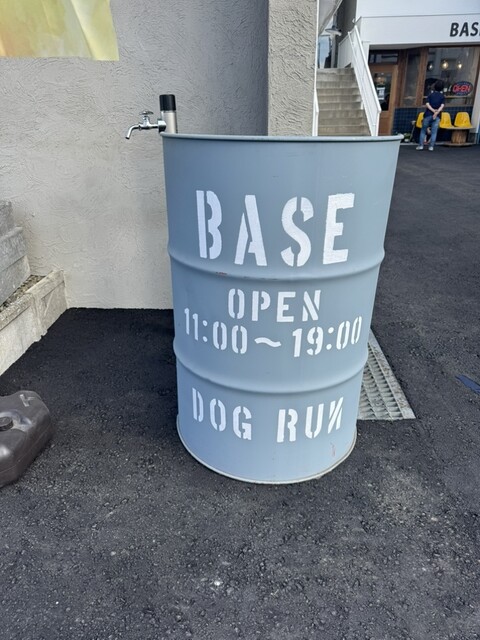 BAS
OPEN
BASE
OPEN
11:00~19:00
DOG RUN